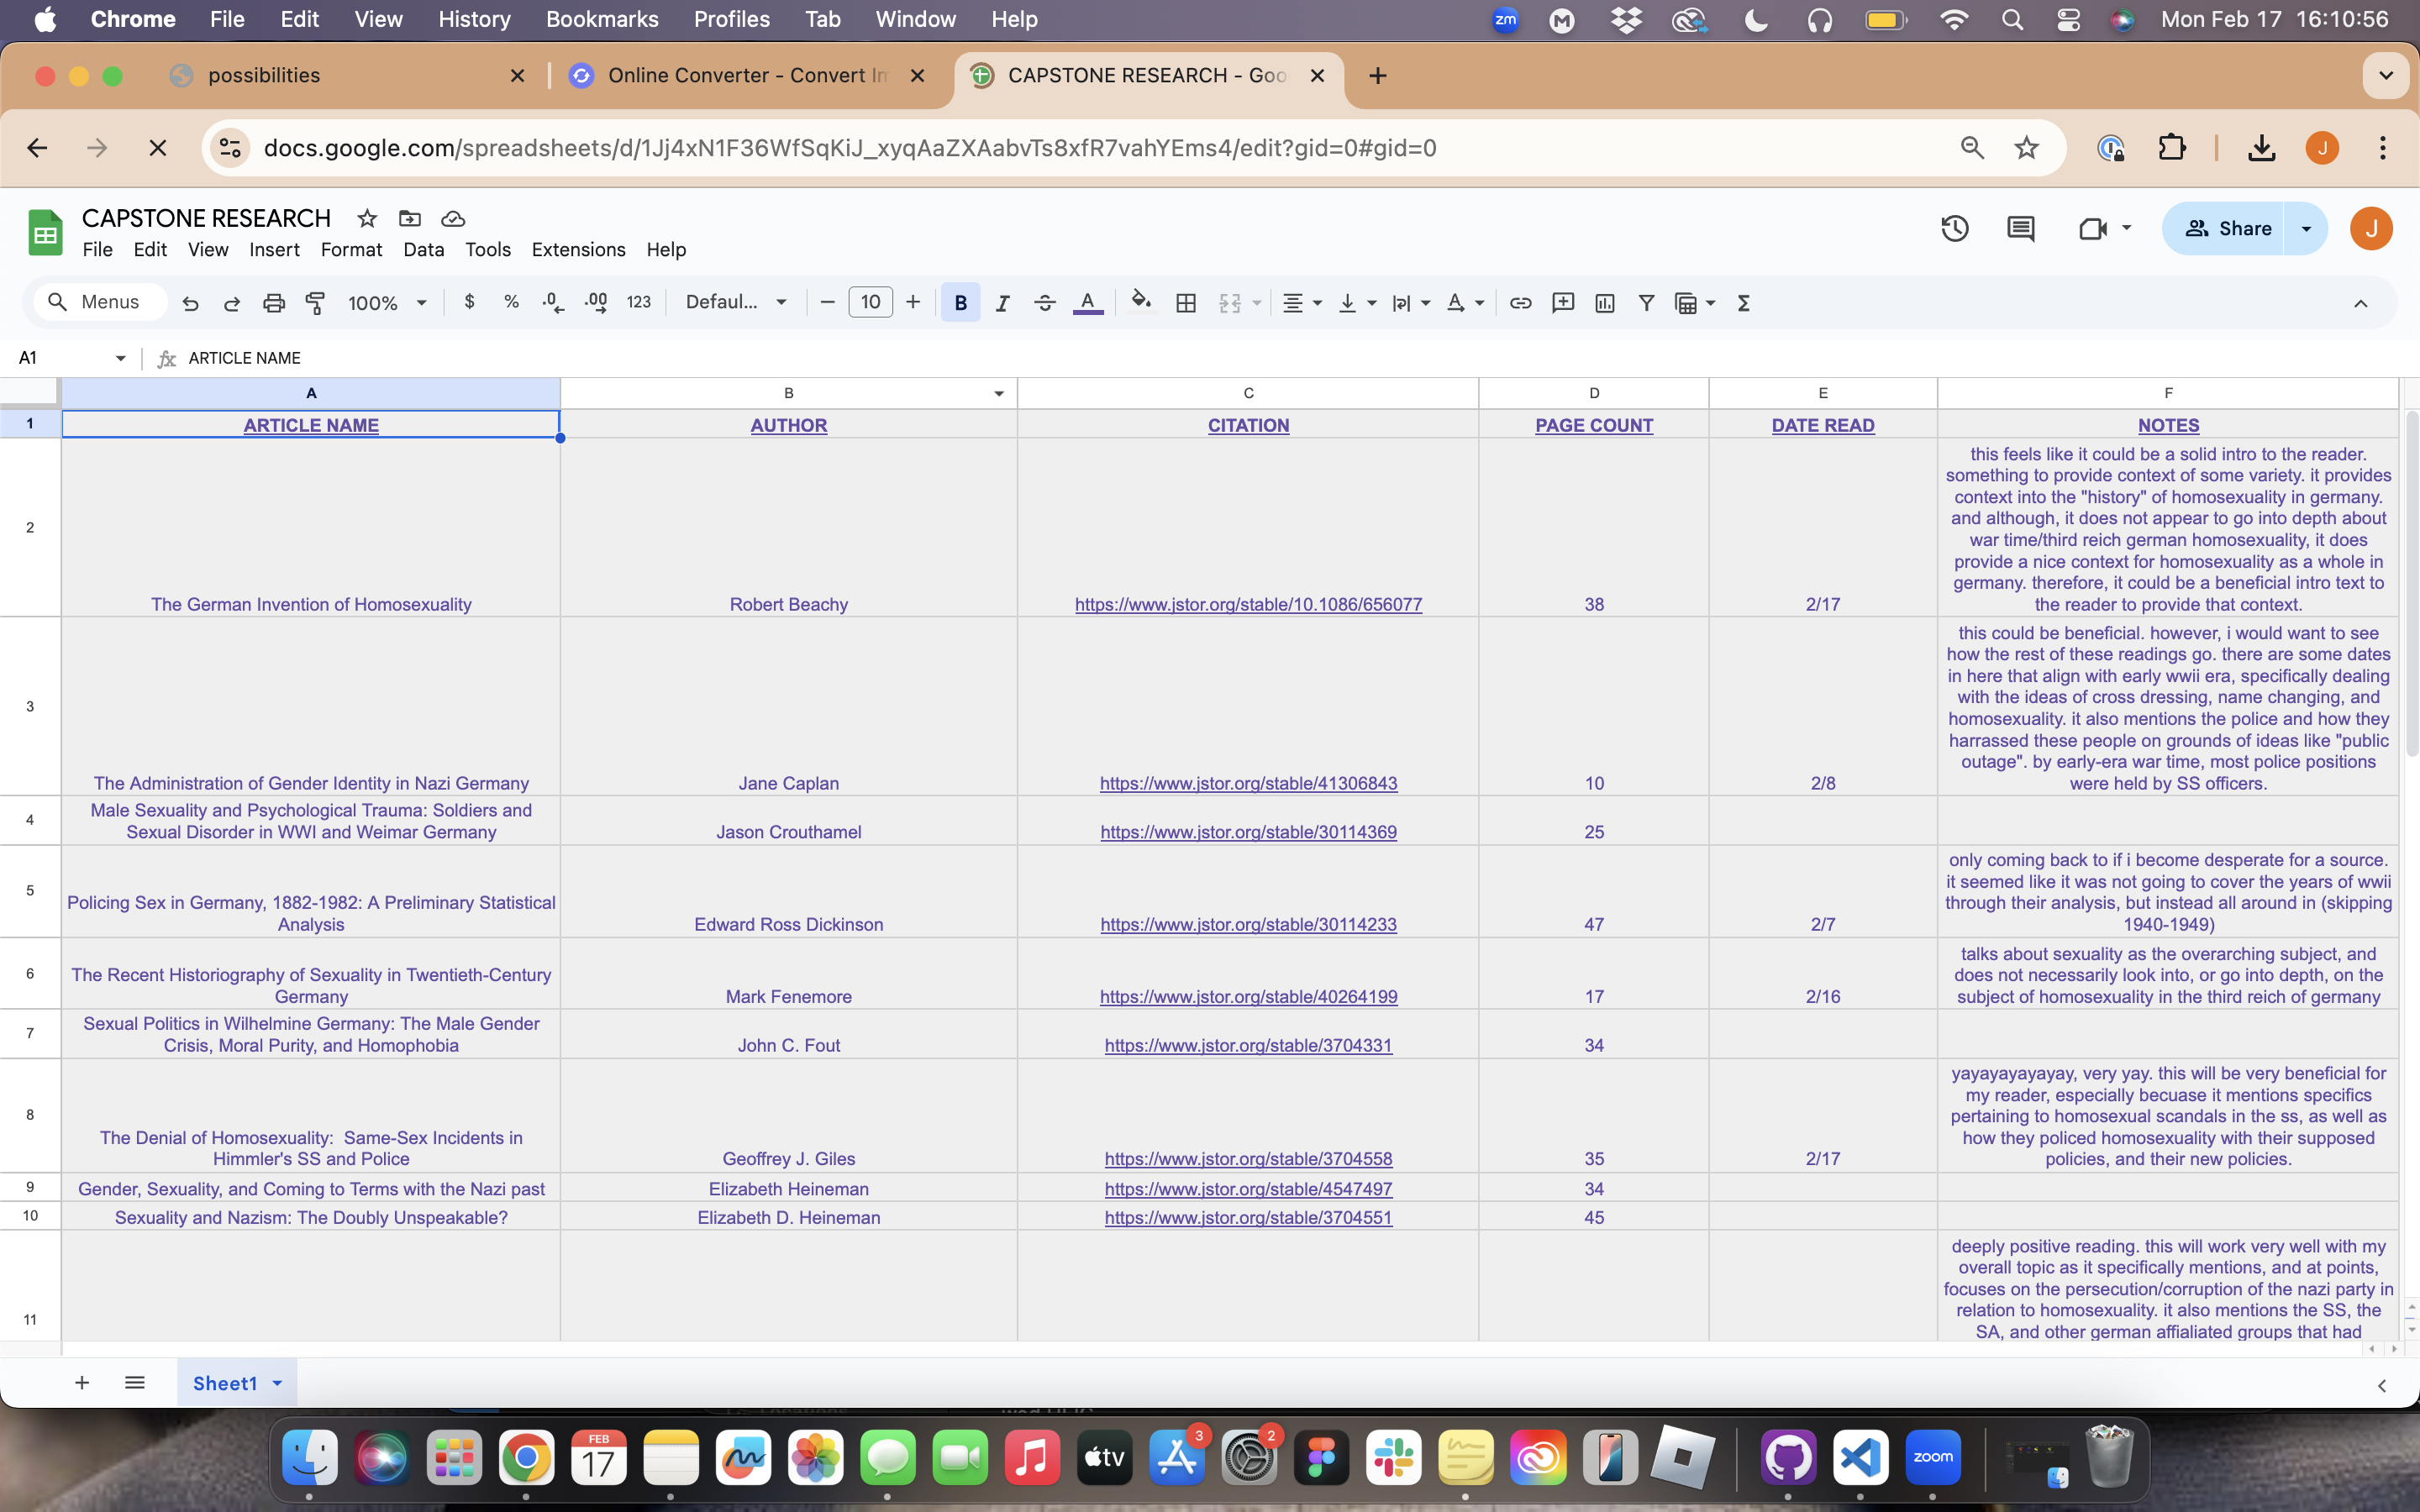 Chrome File Edit View History Bookmarks Profiles Tab Window Help zm Mon Feb 17 16:10:56
possibilities Online Converter - Convert Im CAPSTONE RESEARCH - Goo
docs.google.com/spreadsheets/d/1Jj4xN1F36WfSqKiJ_xyqAaZXAabvTs8xfR7vahYEms4/edit?gid=0#gid=0 J
CAPSTONE RESEARCH
File Edit View Insert Format Data Tools Extensions Help Share J
Menus 100% $ % .0 .00 123 Defaul... 10 B I S A
A1 fx ARTICLE NAME
A B C D E F
1 ARTICLE NAME AUTHOR CITATION PAGE COUNT DATE READ NOTES
this feels like it could be a solid intro to the reader.
something to provide context of some variety. it provides
context into the "history" of homosexuality in germany.
and although, it does not appear to go into depth about
2 war time/third reich german homosexuality, it does
provide a nice context for homosexuality as a whole in
germany. therefore, it could be a beneficial intro text to
The German Invention of Homosexuality Robert Beachy https://www.jstor.org/stable/10.1086/656077 38 2/17 the reader to provide that context.
this could be beneficial. however, i would want to see
how the rest of these readings go. there are some dates
in here that align with early wwii era, specifically dealing
with the ideas of cross dressing, name changing, and
3 homosexuality. it also mentions the police and how they
harrassed these people on grounds of ideas like "public
outage". by early-era war time, most police positions
The Administration of Gender Identity in Nazi Germany Jane Caplan https://www.jstor.org/stable/41306843 10 2/8 were held by SS officers.
4 Male Sexuality and Psychological Trauma: Soldiers and
Sexual Disorder in WWI and Weimar Germany Jason Crouthamel https://www.jstor.org/stable/30114369 25
only coming back to if i become desperate for a source.
5 it seemed like it was not going to cover the years of wwii
Policing Sex in Germany, 1882-1982: A Preliminary Statistical through their analysis, but instead all around in (skipping
Analysis Edward Ross Dickinson https://www.jstor.org/stable/30114233 47 2/7 1940-1949)
talks about sexuality as the overarching subject, and
6 The Recent Historiography of Sexuality in Twentieth-Century does not necessarily look into, or go into depth, on the
Germany Mark Fenemore https://www.jstor.org/stable/40264199 17 2/16 subject of homosexuality in the third reich of germany
7 Sexual Politics in Wilhelmine Germany: The Male Gender
Crisis, Moral Purity, and Homophobia John C. Fout https://www.jstor.org/stable/3704331 34
yayayayayayay, very yay. this will be very beneficial for
my reader, especially becuase it mentions specifics
8 pertaining to homosexual scandals in the ss, as well as
The Denial of Homosexuality: Same-Sex Incidents in how they policed homosexuality with their supposed
Himmler's SS and Police Geoffrey J. Giles https://www.jstor.org/stable/3704558 35 2/17 policies, and their new policies.
9 Gender, Sexuality, and Coming to Terms with the Nazi past Elizabeth Heineman https://www.jstor.org/stable/4547497 34
10 Sexuality and Nazism: The Doubly Unspeakable? Elizabeth D. Heineman https://www.jstor.org/stable/3704551 45
deeply positive reading. this will work very well with my
overall topic as it specifically mentions, and at points,
focuses on the persecution/corruption of the nazi party in
11 relation to homosexuality. it also mentions the SS, the
SA, and other german affialiated groups that had
Sheet1
FEB 17 tv 3 2 zoom